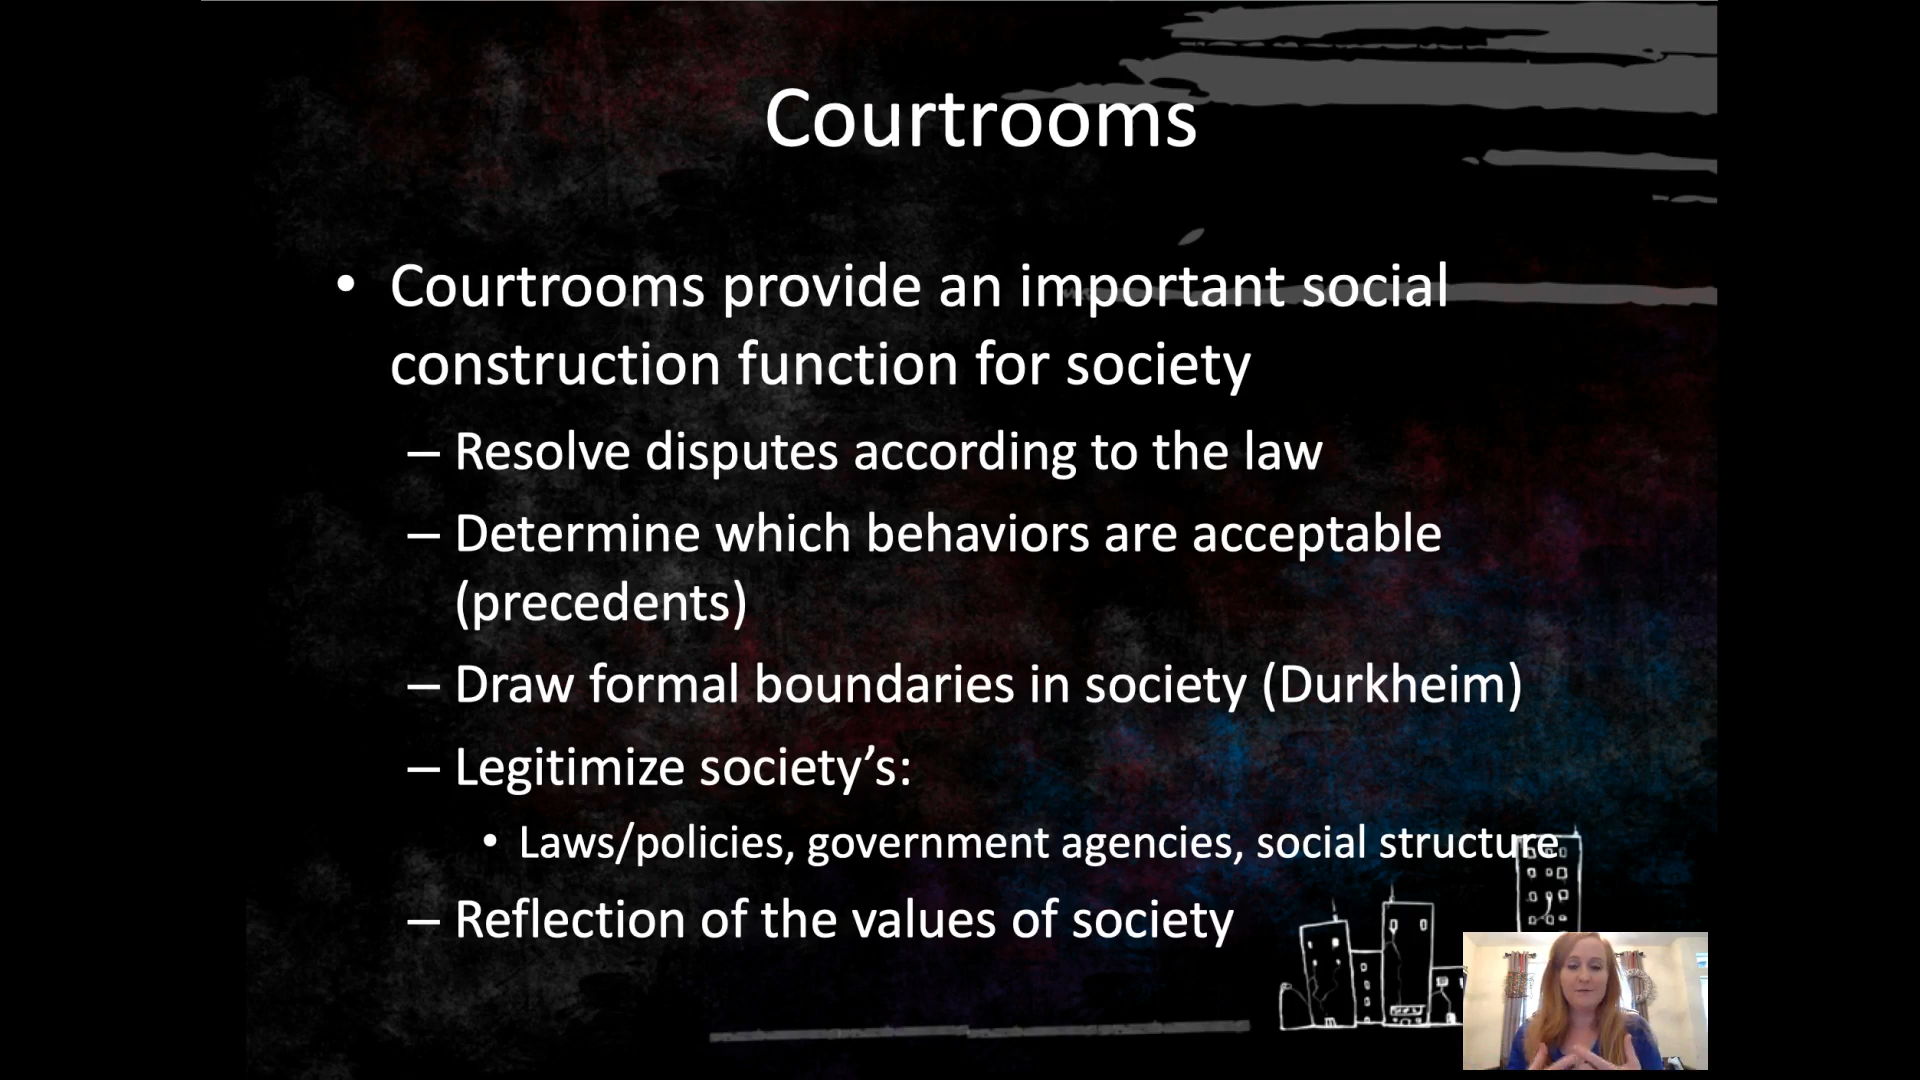 Courtrooms
• Courtrooms provide an important social
construction function for society
– Resolve disputes according to the law
– Determine which behaviors are acceptable
(precedents)
– Draw formal boundaries in society (Durkheim)
– Legitimize society’s:
• Laws/policies, government agencies, social structure
– Reflection of the values of society